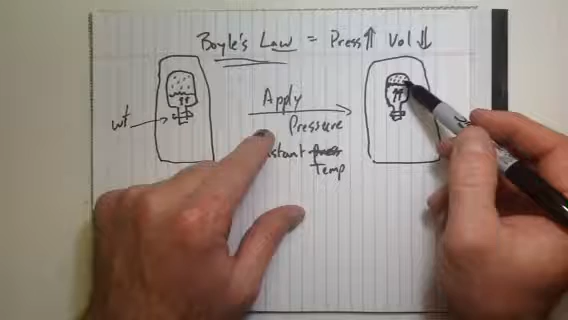 Boyle's Law = Press↑ Vol↓
Apply
wt
Pressure
Temp